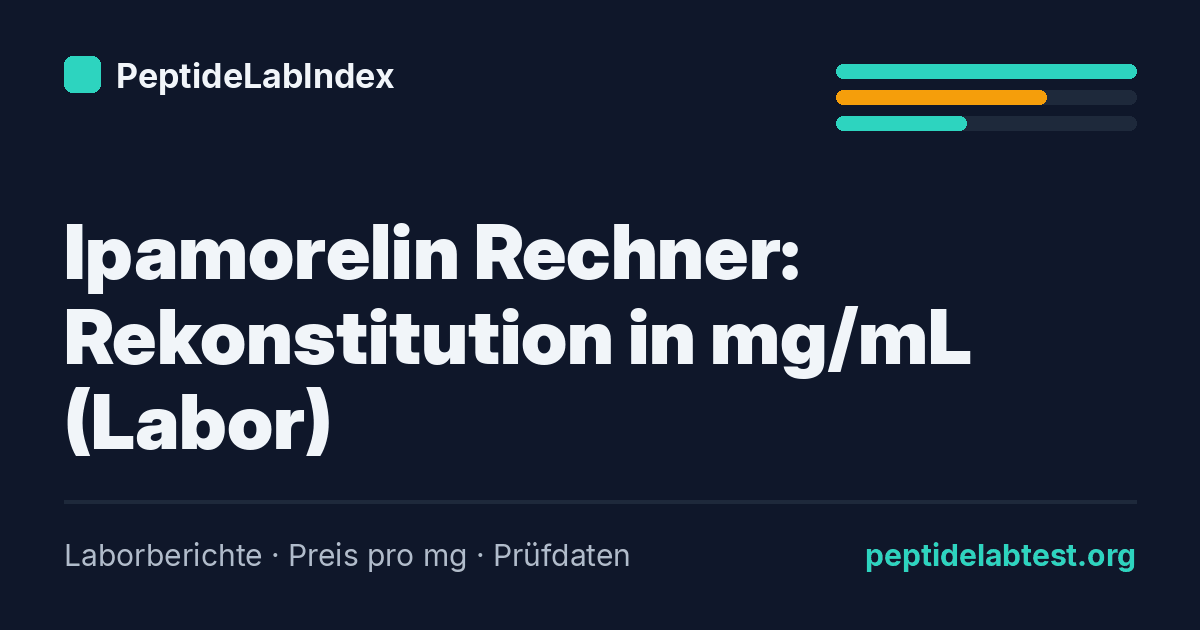 PeptideLabIndex
Ipamorelin Rechner:
Rekonstitution in mg/mL
(Labor)
Laborberichte · Preis pro mg · Prüfdaten
peptidelabtest.org